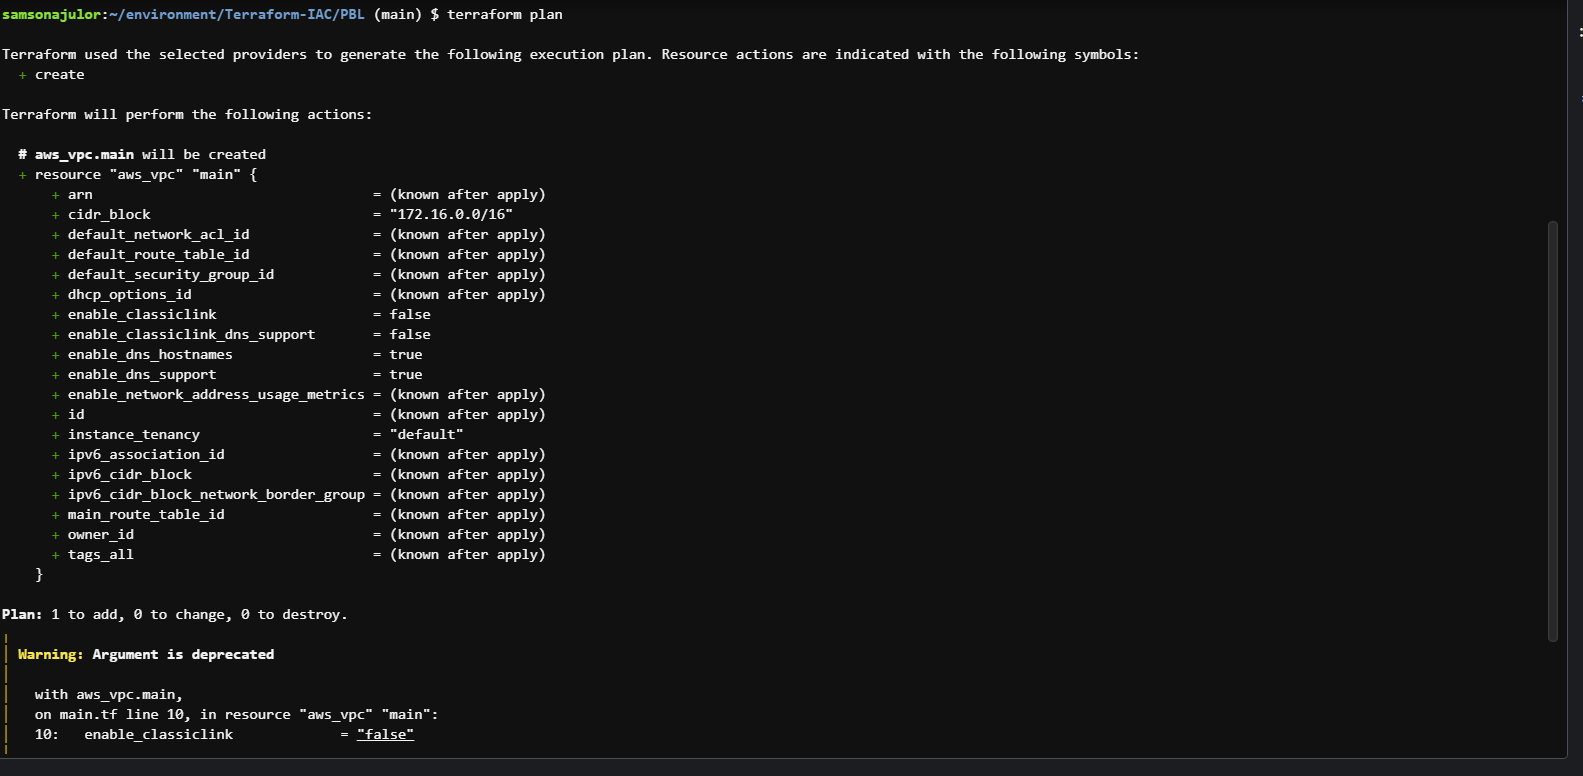 samsonajulor:~/environment/Terraform-IAC/PBL (main) $ terraform plan
Terraform used the selected providers to generate the following execution plan. Resource actions are indicated with the following symbols:
+ create
Terraform will perform the following actions:
# aws_vpc.main will be created
+ resource "aws_vpc" "main" {
+ arn = (known after apply)
+ cidr_block = "172.16.0.0/16"
+ default_network_acl_id = (known after apply)
+ default_route_table_id = (known after apply)
+ default_security_group_id = (known after apply)
+ dhcp_options_id = (known after apply)
+ enable_classiclink = false
+ enable_classiclink_dns_support = false
+ enable_dns_hostnames = true
+ enable_dns_support = true
+ enable_network_address_usage_metrics = (known after apply)
+ id = (known after apply)
+ instance_tenancy = "default"
+ ipv6_association_id = (known after apply)
+ ipv6_cidr_block = (known after apply)
+ ipv6_cidr_block_network_border_group = (known after apply)
+ main_route_table_id = (known after apply)
+ owner_id = (known after apply)
+ tags_all = (known after apply)
}
Plan: 1 to add, 0 to change, 0 to destroy.
Warning: Argument is deprecated
with aws_vpc.main,
on main.tf line 10, in resource "aws_vpc" "main":
10: enable_classiclink = "false"